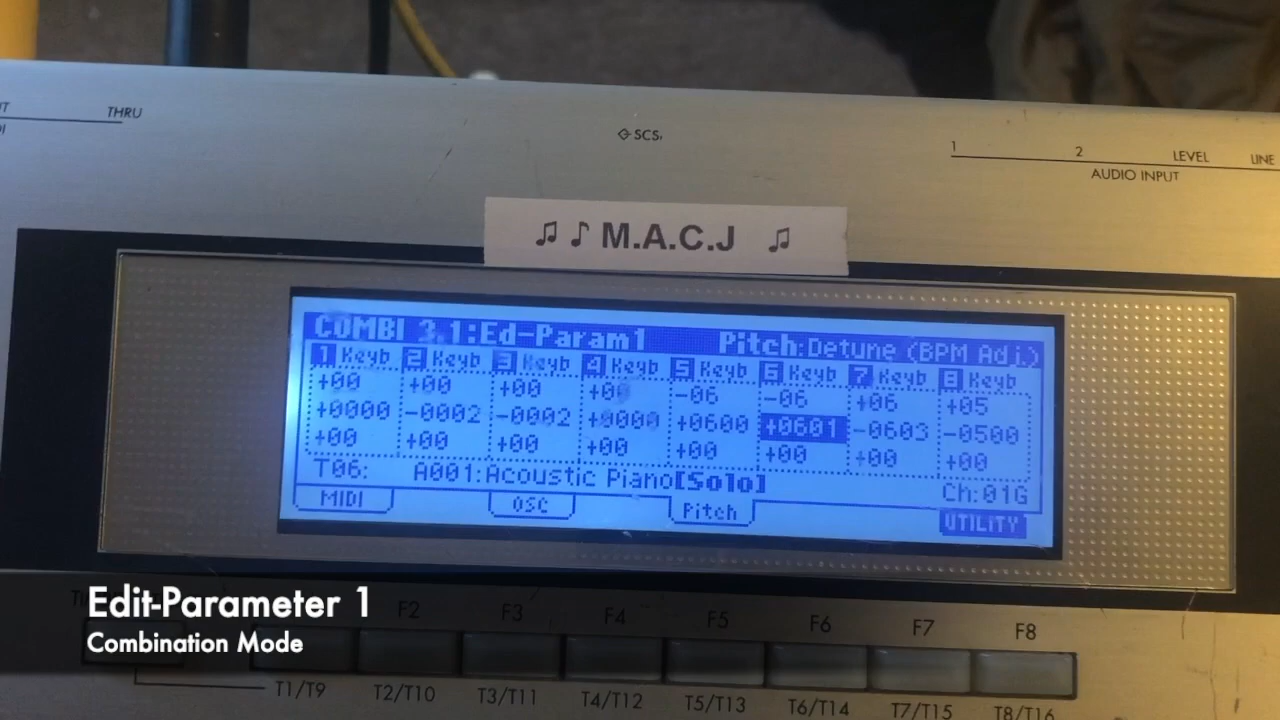 THRU
SCSI
1 2 LEVEL LINE
AUDIO INPUT
♫ ♪ M.A.C.J ♫
COMBI 3.1:Ed-Param1 Pitch:Detune (BPM Adj.)
1 Keyb 2 Keyb 3 Keyb 4 Keyb 5 Keyb 6 Keyb 7 Keyb 8 Keyb
+00 +00 +00 +00 -06 -06 +06 +05
+0000 -0002 -0002 +0000 +0600 +0601 -0603 -0500
+00 +00 +00 +00 +00 +00 +00 +00
T06: A001:Acoustic Piano[Solo] Ch:01G
MIDI OSC Pitch UTILITY
Edit-Parameter 1
Combination Mode
F2 F3 F4 F5 F6 F7 F8
T1/T9 T2/T10 T3/T11 T4/T12 T5/T13 T6/T14 T7/T15 T8/T16